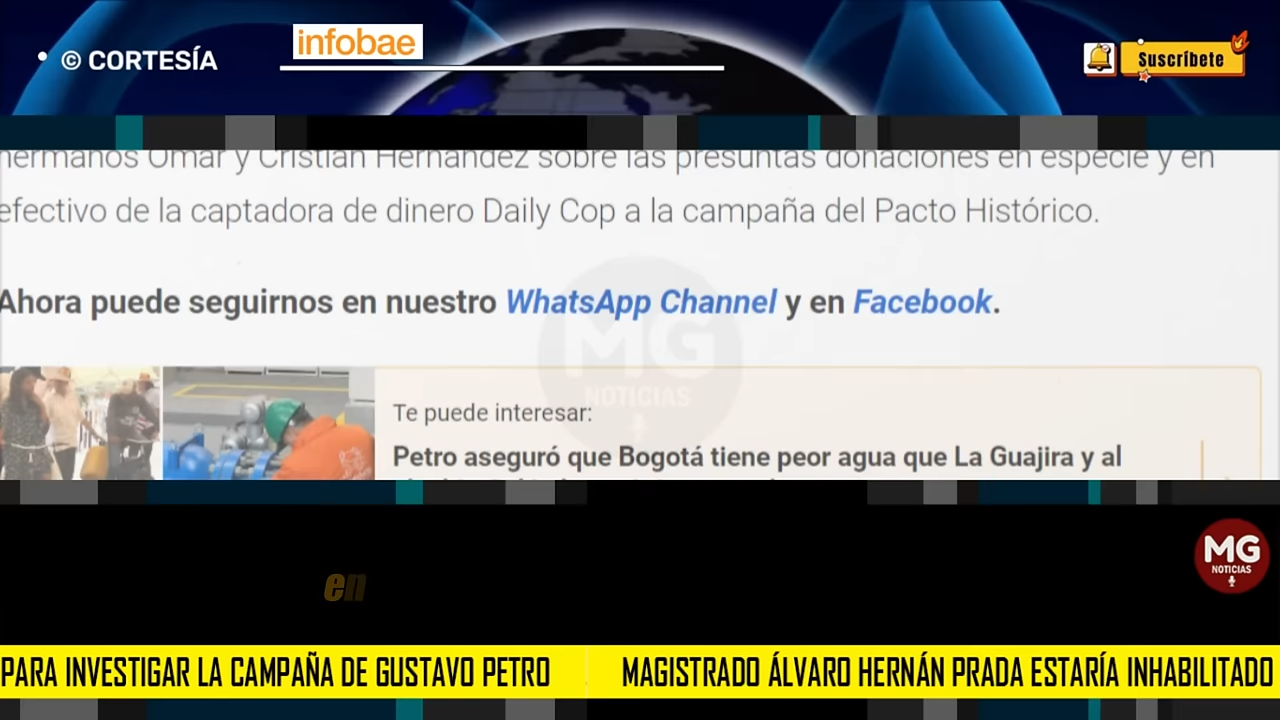 © CORTESÍA
infobae
Suscríbete
hermanos Omar y Cristian Hernández sobre las presuntas donaciones en especie y en
efectivo de la captadora de dinero Daily Cop a la campaña del Pacto Histórico.
Ahora puede seguirnos en nuestro WhatsApp Channel y en Facebook.
MG
NOTICIAS
Te puede interesar:
Petro aseguró que Bogotá tiene peor agua que La Guajira y al
MG
NOTICIAS
en
PARA INVESTIGAR LA CAMPAÑA DE GUSTAVO PETRO MAGISTRADO ÁLVARO HERNÁN PRADA ESTARÍA INHABILITADO